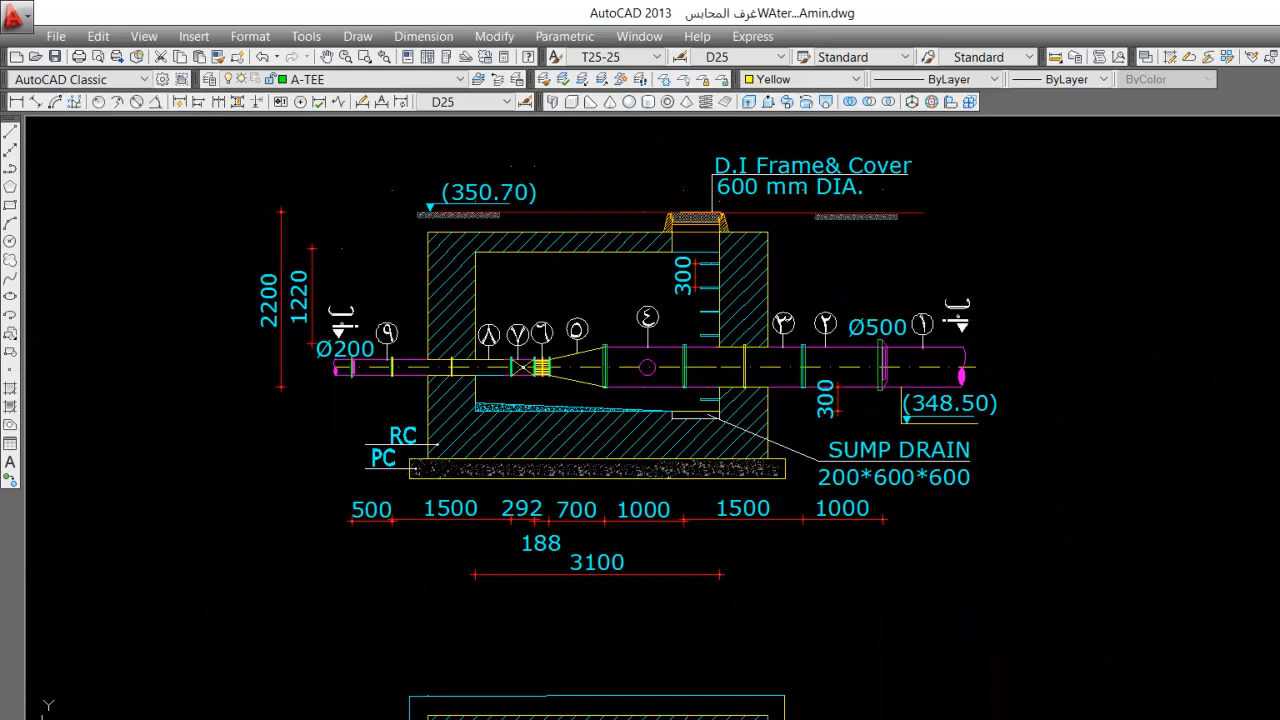 AutoCAD 2013 غرف المحابسWAter...Amin.dwg
File Edit View Insert Format Tools Draw Dimension Modify Parametric Window Help Express
T25-25 D25 Standard Standard
AutoCAD Classic A-TEE Yellow ByLayer ByLayer ByColor
D25
D.I Frame& Cover
600 mm DIA.
(350.70)
2200
1220
300
ب
ب
٩
٨
٧
٦
٥
٤
٣
٢
١
Ø200
Ø500
300
(348.50)
RC
PC
SUMP DRAIN
200*600*600
500 1500 292 700 1000 1500 1000
188
3100
A
Y